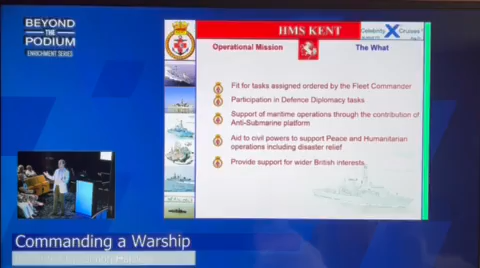 BEYOND
THE
PODIUM
ENRICHMENT SERIES
HMS KENT
Celebrity X Cruises
Operational Mission
The What
Fit for tasks assigned ordered by the Fleet Commander
Participation in Defence Diplomacy tasks
Support of maritime operations through the contribution of
Anti-Submarine platform
Aid to civil powers to support Peace and Humanitarian
operations including disaster relief
Provide support for wider British interests.
Commanding a Warship